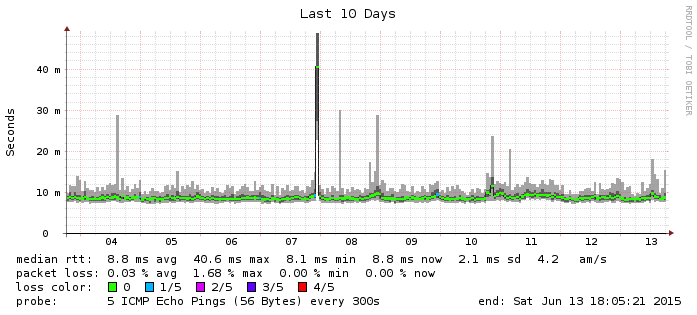 Last 10 Days
RRDTOOL / TOBI OETIKER
Seconds
40 m
30 m
20 m
10 m
0
04 05 06 07 08 09 10 11 12 13
median rtt: 8.8 ms avg 40.6 ms max 8.1 ms min 8.8 ms now 2.1 ms sd 4.2 am/s
packet loss: 0.03 % avg 1.68 % max 0.00 % min 0.00 % now
loss color: 0 1/5 2/5 3/5 4/5
probe: 5 ICMP Echo Pings (56 Bytes) every 300s end: Sat Jun 13 18:05:21 2015